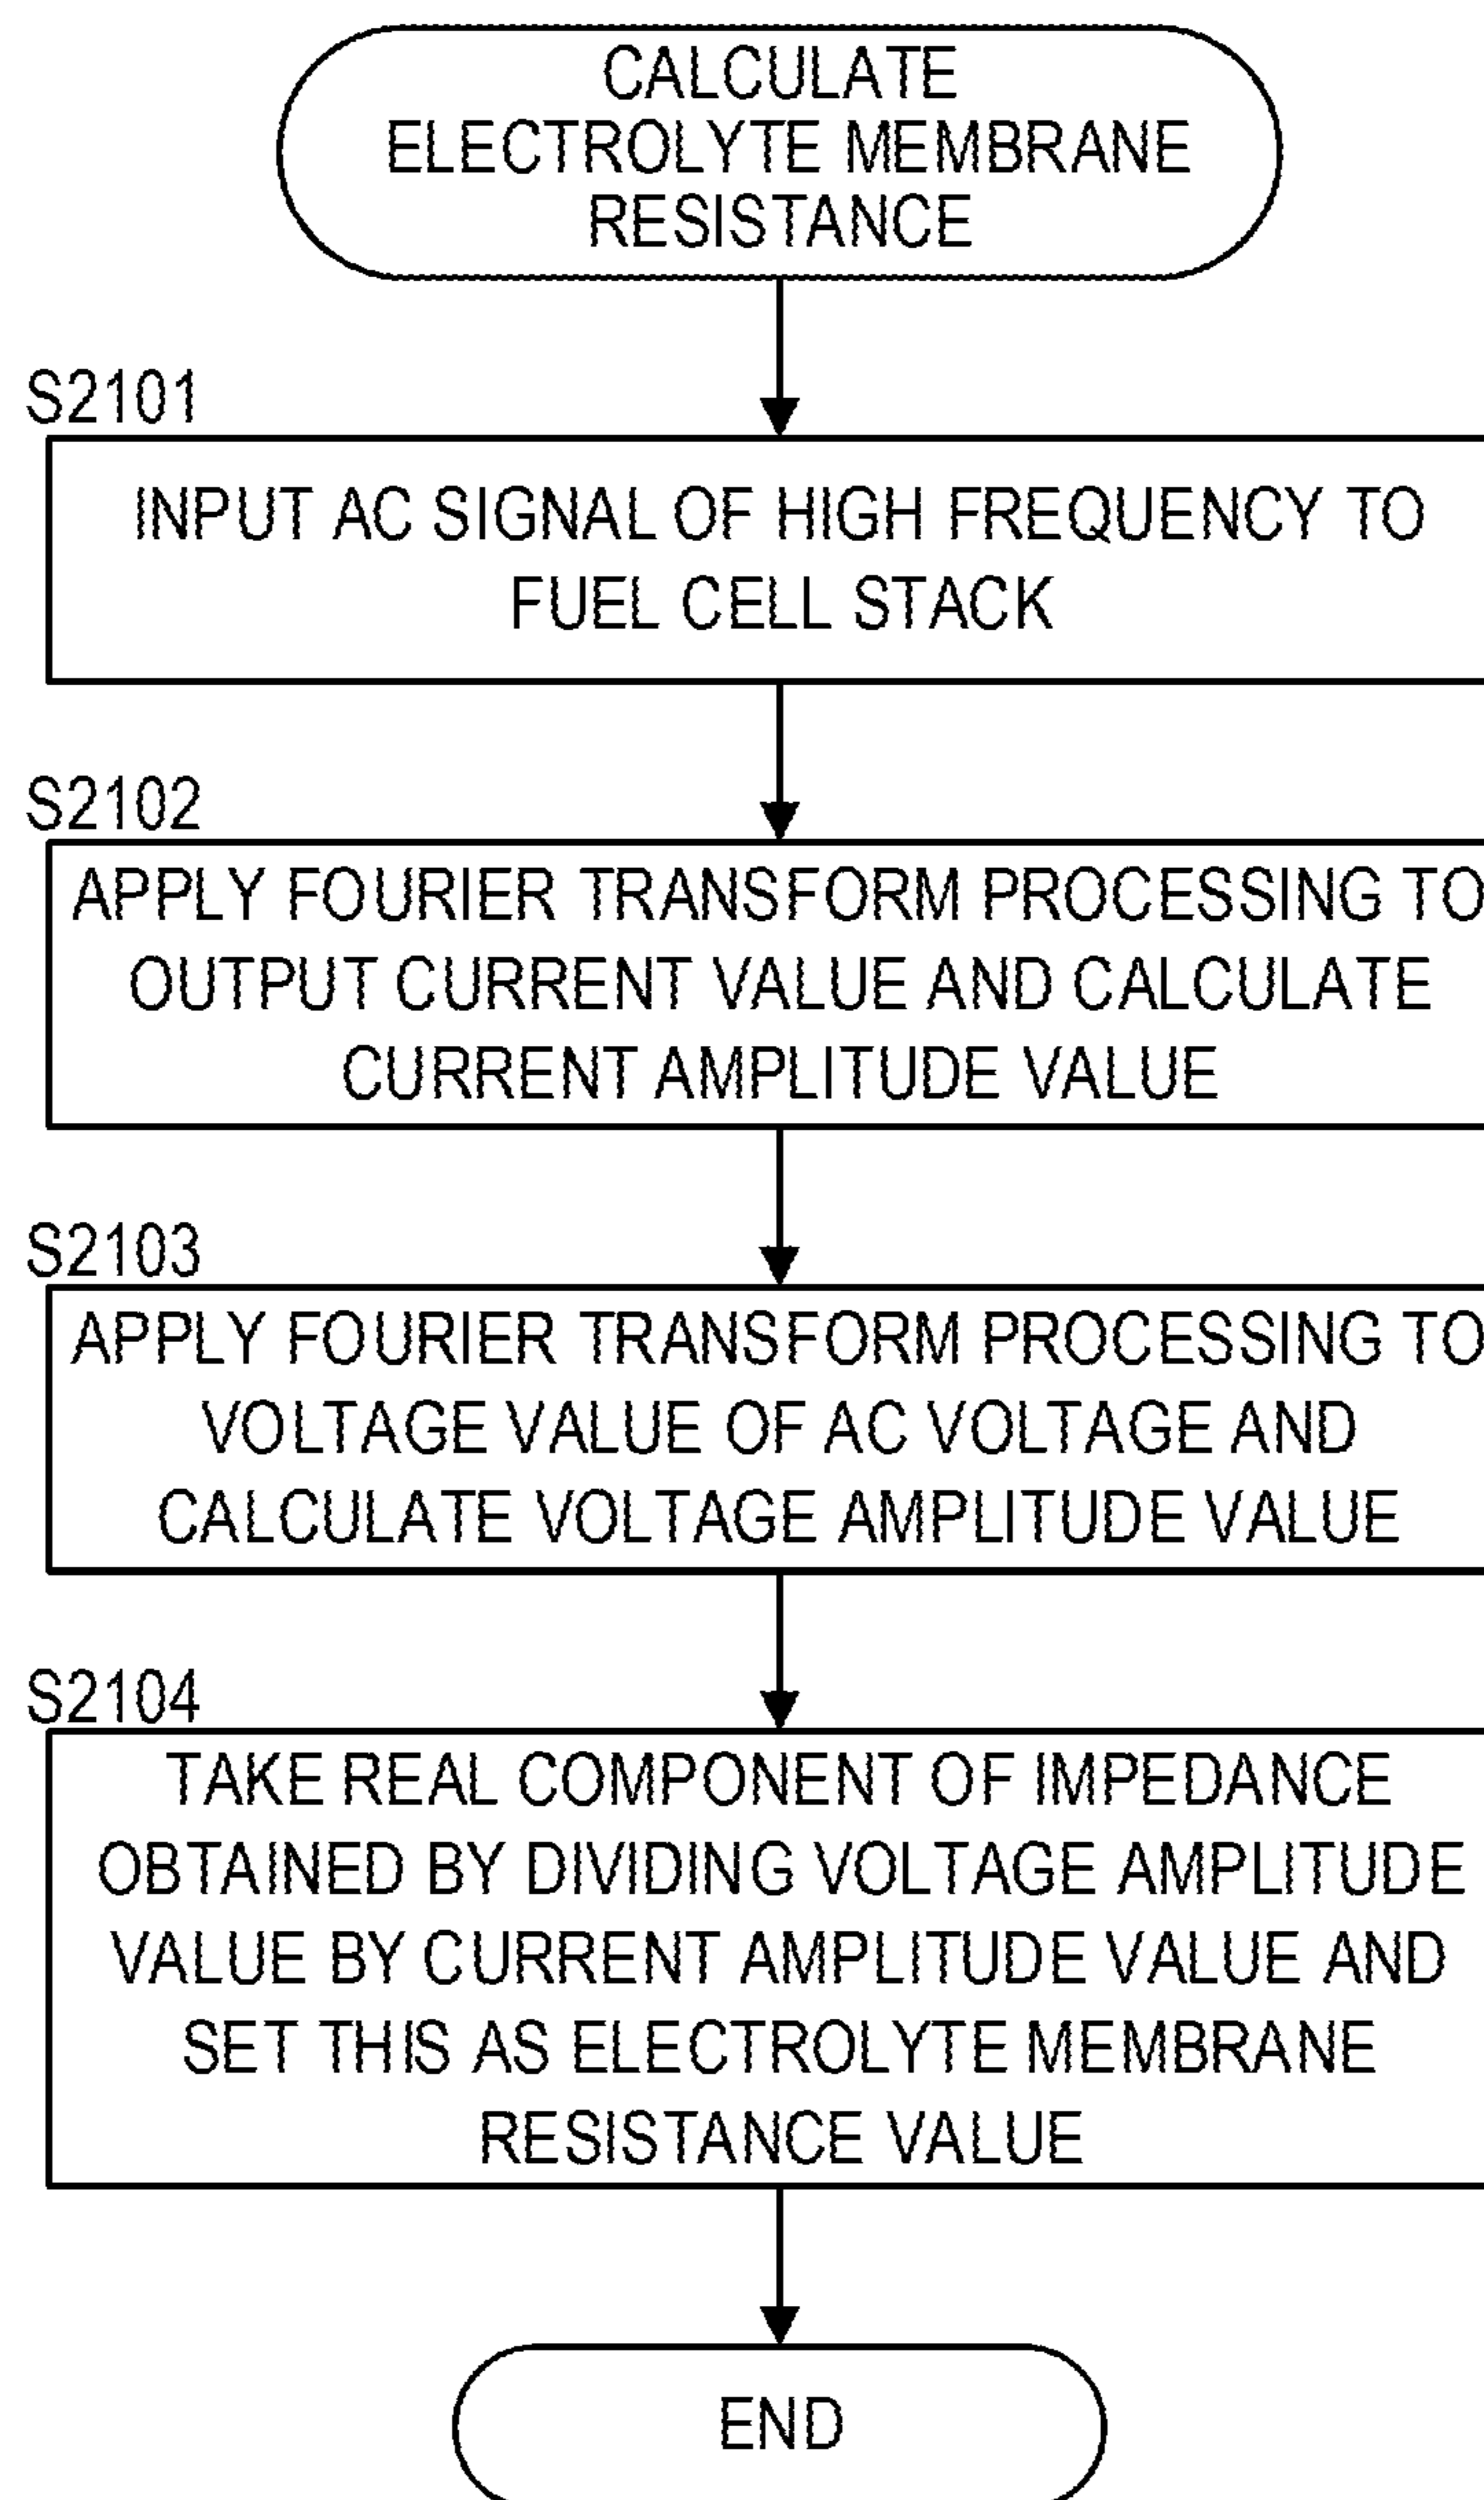 CALCULATE
ELECTROLYTE MEMBRANE
RESISTANCE
S2101
INPUT AC SIGNAL OF HIGH FREQUENCY TO
FUEL CELL STACK
S2102
APPLY FOURIER TRANSFORM PROCESSING TO
OUTPUT CURRENT VALUE AND CALCULATE
CURRENT AMPLITUDE VALUE
S2103
APPLY FOURIER TRANSFORM PROCESSING TO
VOLTAGE VALUE OF AC VOLTAGE AND
CALCULATE VOLTAGE AMPLITUDE VALUE
S2104
TAKE REAL COMPONENT OF IMPEDANCE
OBTAINED BY DIVIDING VOLTAGE AMPLITUDE
VALUE BY CURRENT AMPLITUDE VALUE AND
SET THIS AS ELECTROLYTE MEMBRANE
RESISTANCE VALUE
END